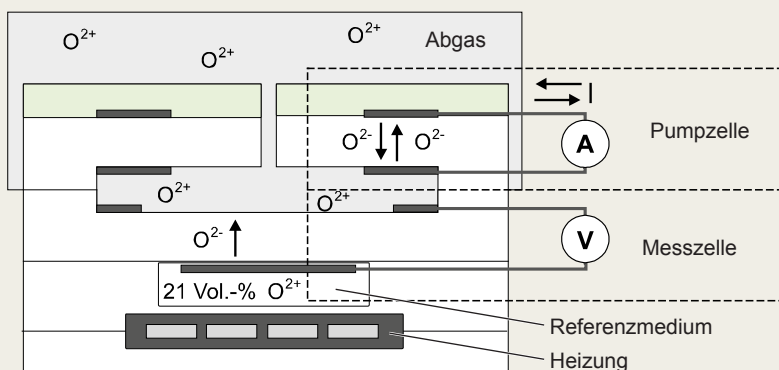 O²⁺
O²⁺
O²⁺
Abgas
I
O²⁻
O²⁻
A
Pumpzelle
O²⁺
O²⁺
O²⁻
V
Messzelle
21 Vol.-% O²⁺
Referenzmedium
Heizung